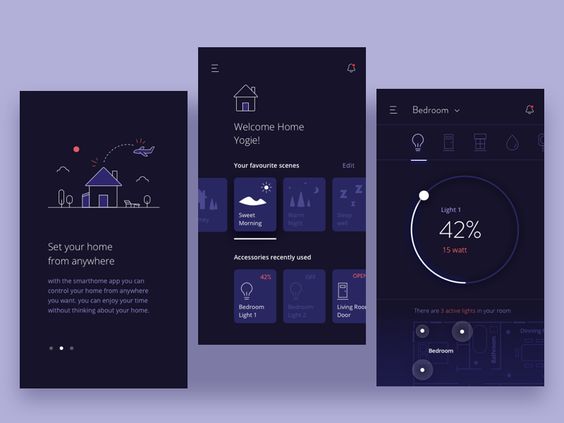 Set your home
from anywhere
with the smarthome app you can
control your home from anywhere
you want. you can enjoy your time
without thinking about your home.
Welcome Home
Yogie!
Your favourite scenes
Edit
Sweet
Morning
Warm
Night
Sleep
well
Accessories recently used
42%
Bedroom
Light 1
OFF
Bedroom
Light 2
OPEN
Living Room
Door
Bedroom
Light 1
42%
15 watt
There are 3 active lights in your room
Bedroom
Bathroom
Dinning